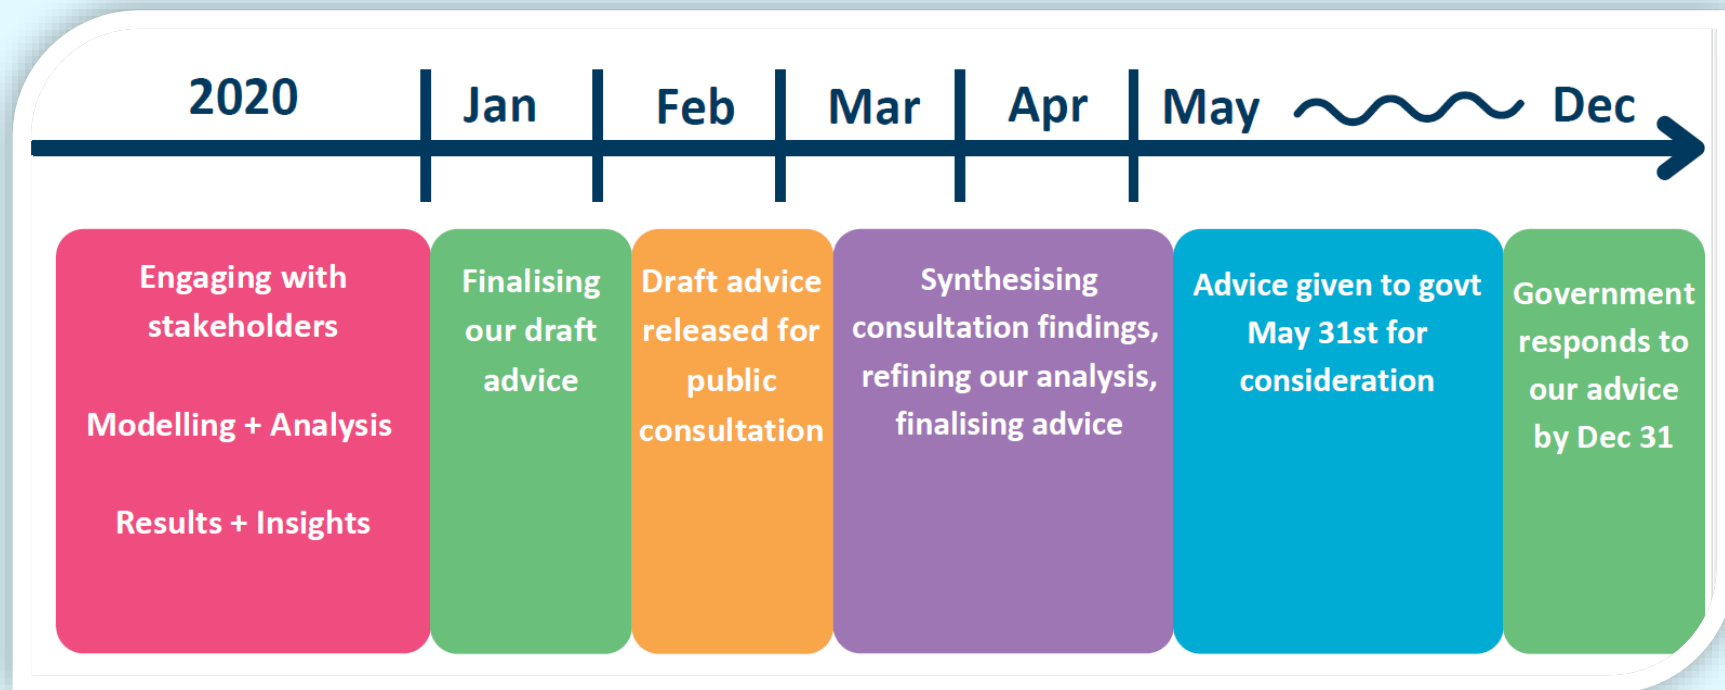 2020
Jan
Feb
Mar
Apr
May
Dec
Engaging with
stakeholders
Modelling + Analysis
Results + Insights
Finalising
our draft
advice
Draft advice
released for
public
consultation
Synthesising
consultation findings,
refining our analysis,
finalising advice
Advice given to govt
May 31st for
consideration
Government
responds to
our advice
by Dec 31